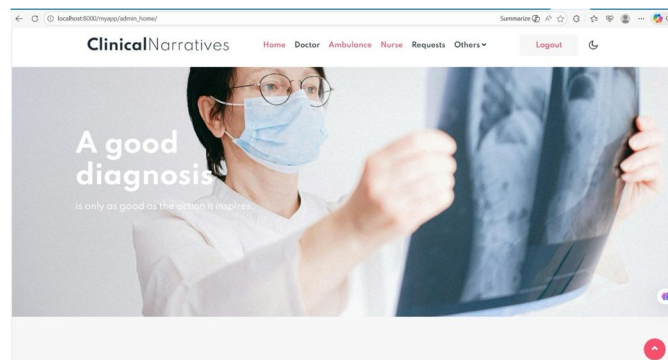 localhost:8000/myapp/admin_home/
Summarize
ClinicalNarratives
Home Doctor Ambulance Nurse Requests Others Logout
A good
diagnosis
is only as good as the action it inspires.